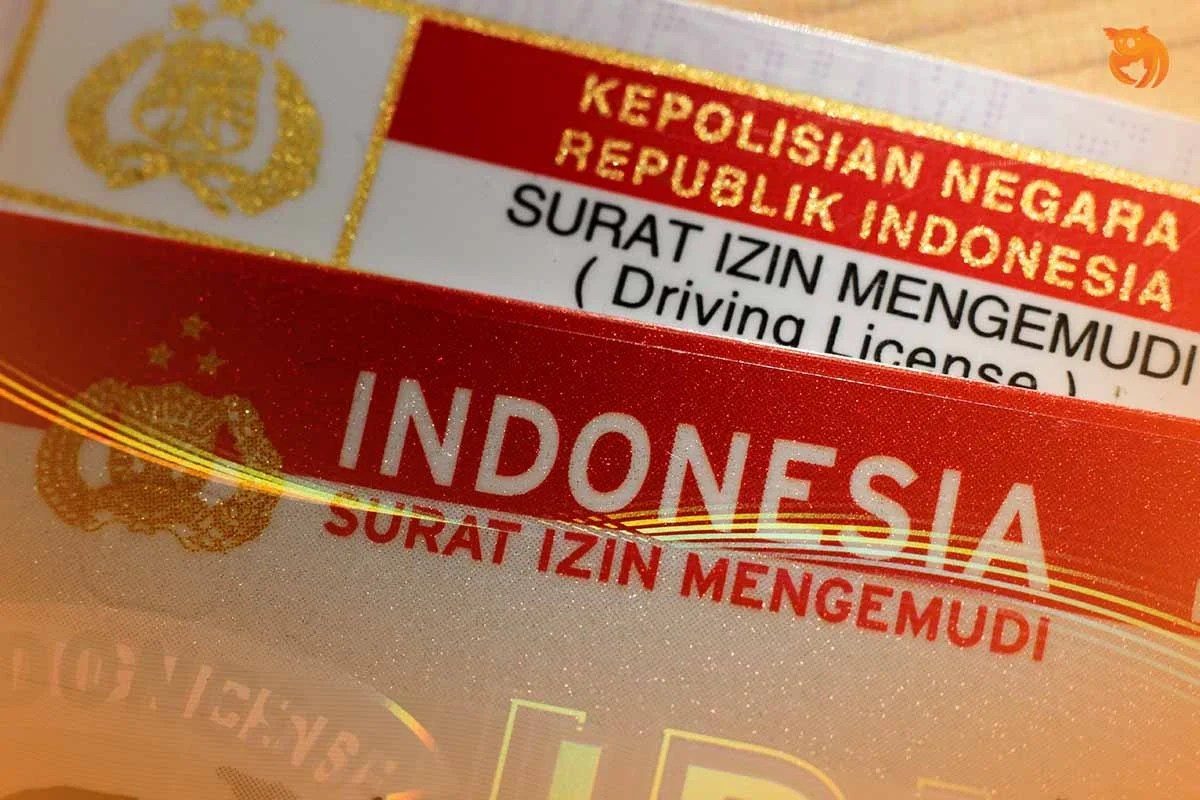 KEPOLISIAN NEGARA
REPUBLIK INDONESIA
SURAT IZIN MENGEMUDI
( Driving License )
INDONESIA
SURAT IZIN MENGEMUDI